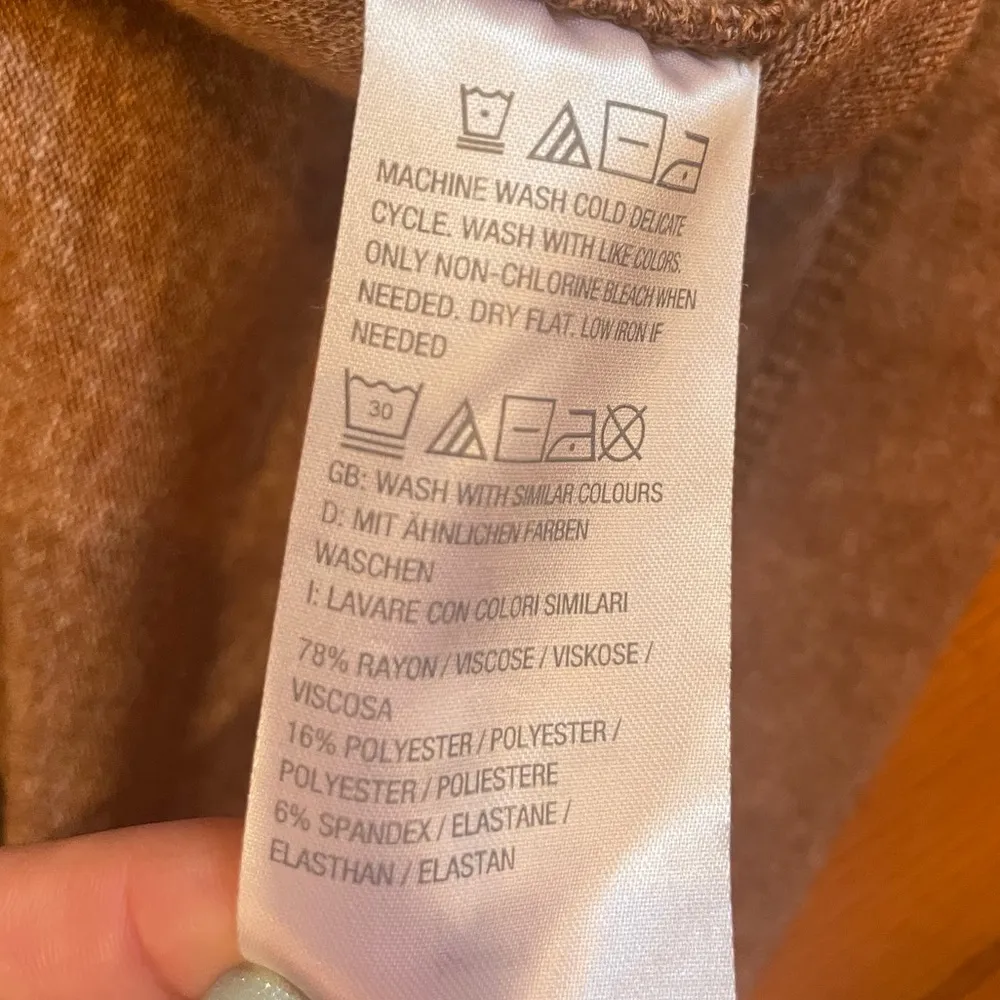 MACHINE WASH COLD DELICATE
CYCLE. WASH WITH LIKE COLORS.
ONLY NON-CHLORINE BLEACH WHEN
NEEDED. DRY FLAT. LOW IRON IF
NEEDED
30
GB: WASH WITH SIMILAR COLOURS
D: MIT ÄHNLICHEN FARBEN
WASCHEN
I: LAVARE CON COLORI SIMILARI
78% RAYON / VISCOSE / VISKOSE /
VISCOSA
16% POLYESTER / POLYESTER /
POLYESTER / POLIESTERE
6% SPANDEX / ELASTANE /
ELASTHAN / ELASTAN